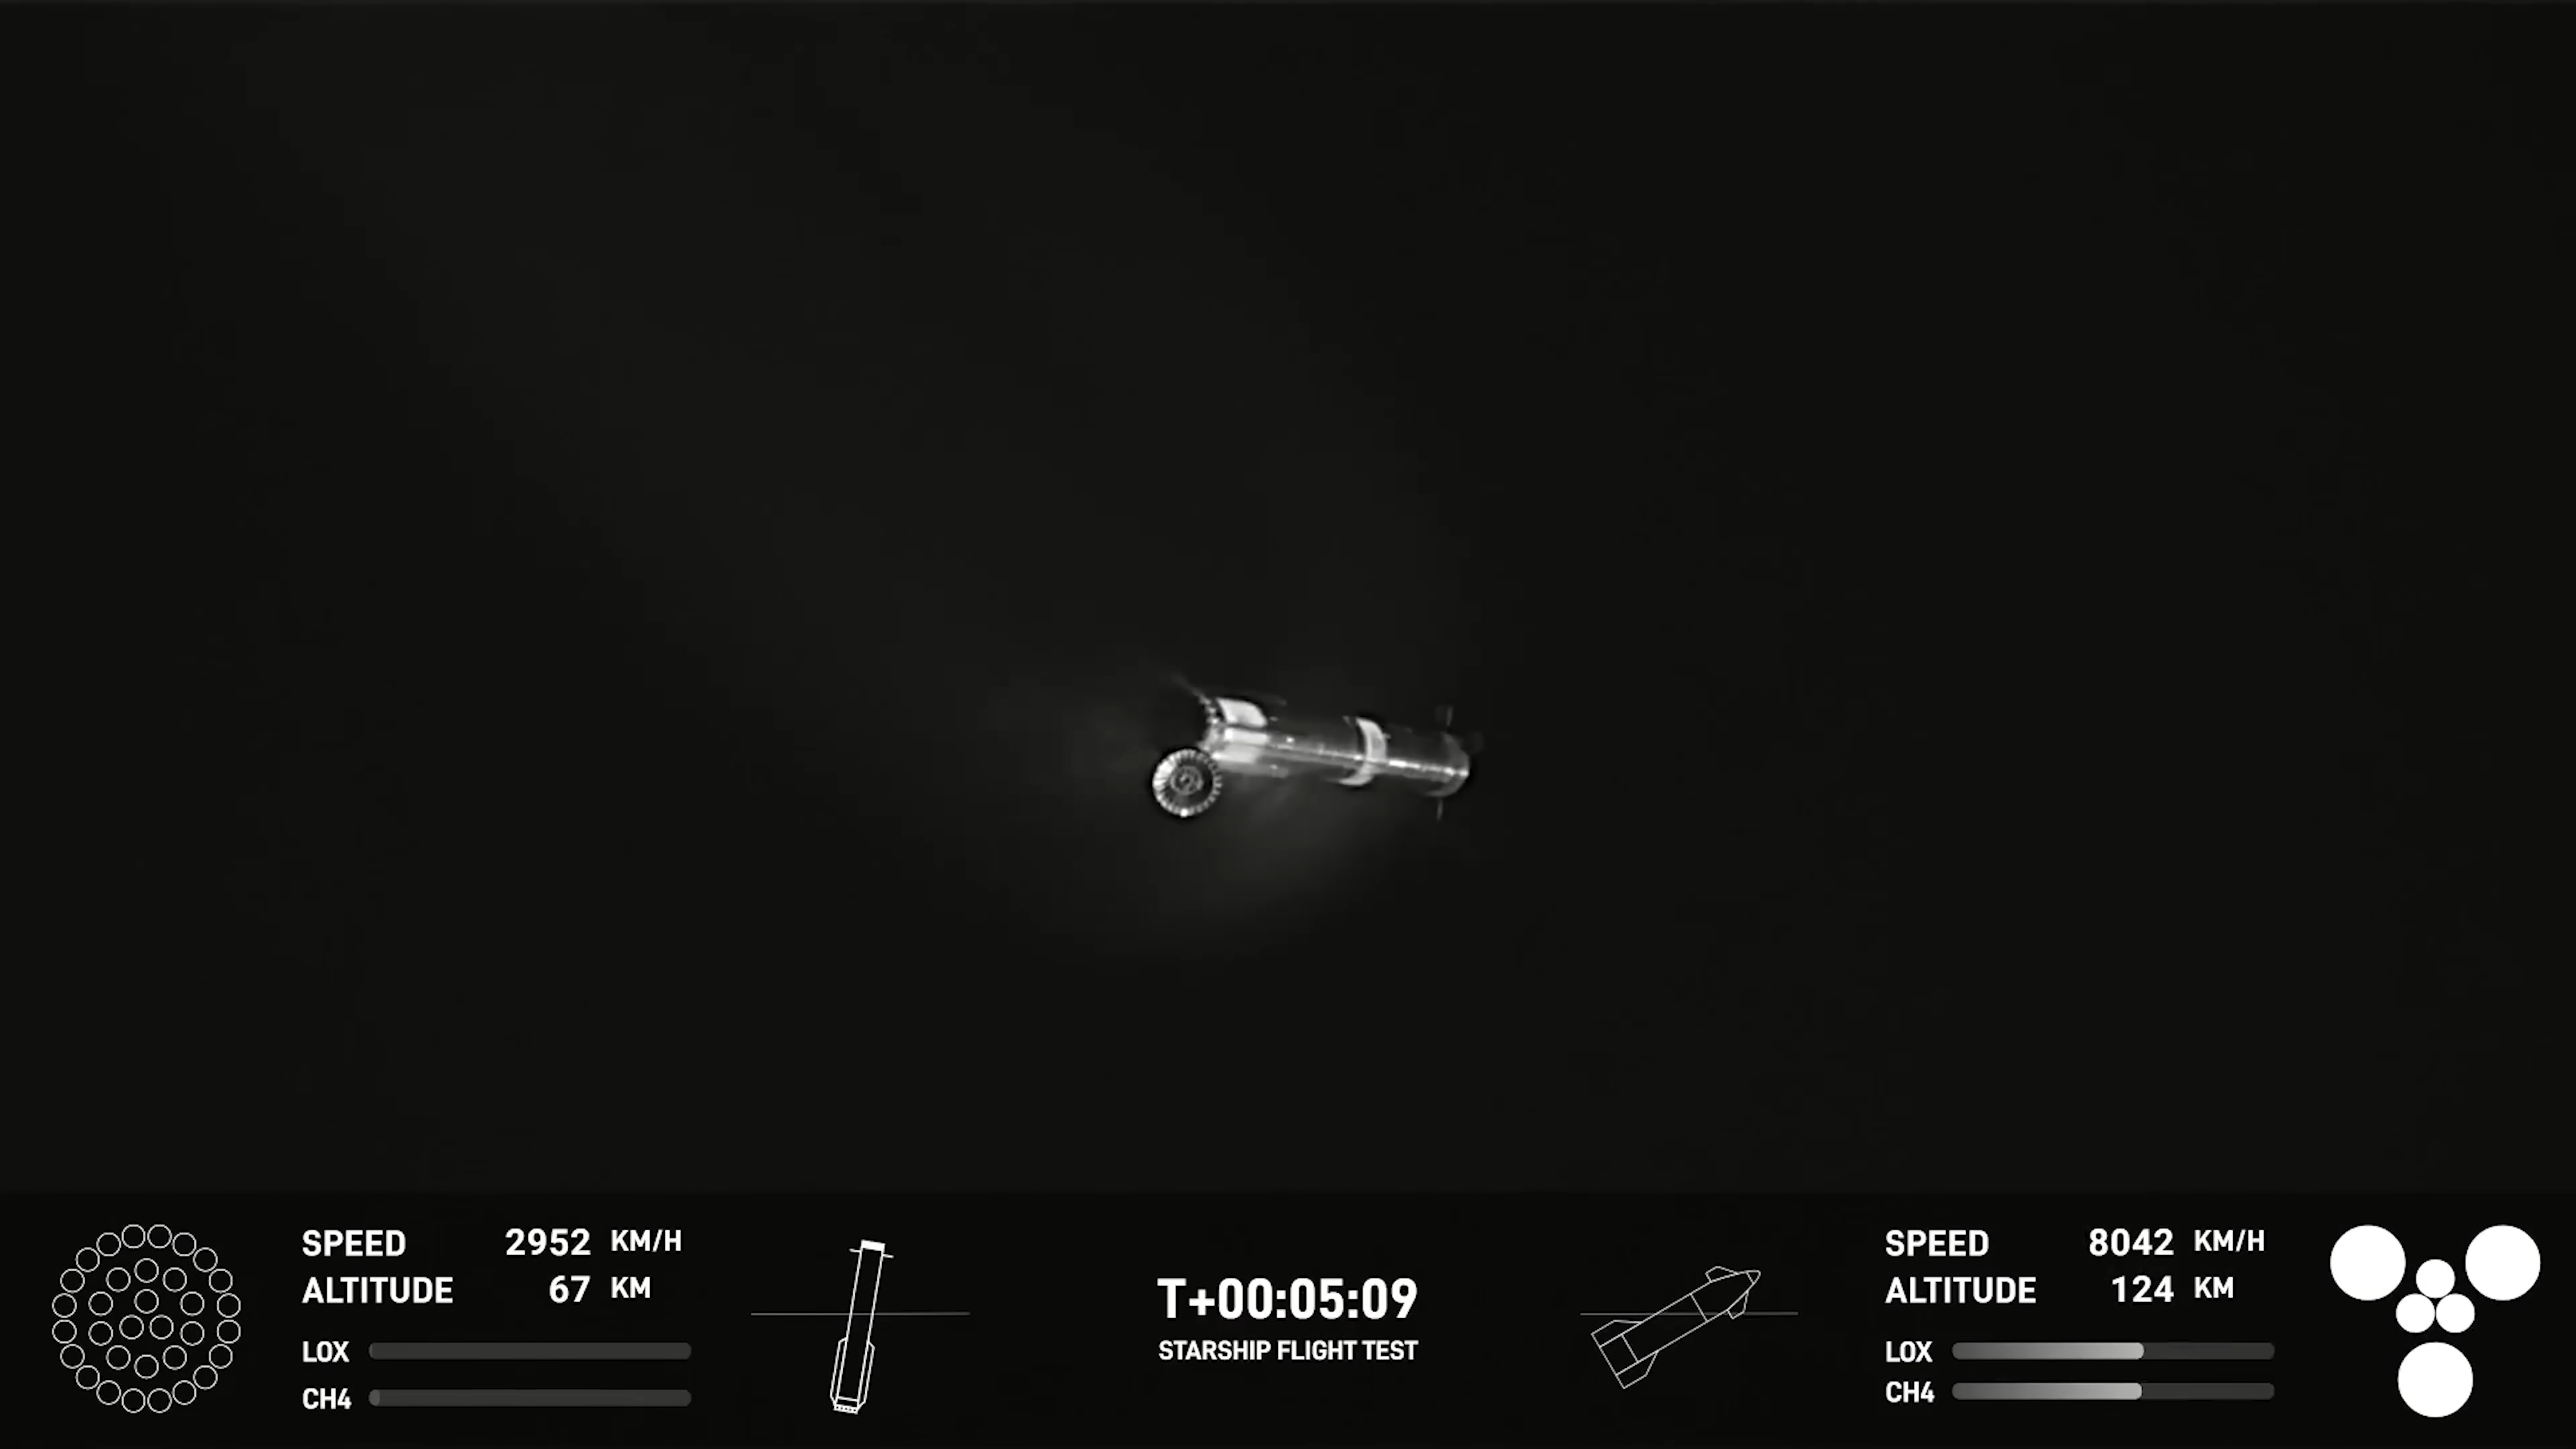 SPEED 2952 KM/H
ALTITUDE 67 KM
LOX
CH4
T+00:05:09
STARSHIP FLIGHT TEST
SPEED 8042 KM/H
ALTITUDE 124 KM
LOX
CH4